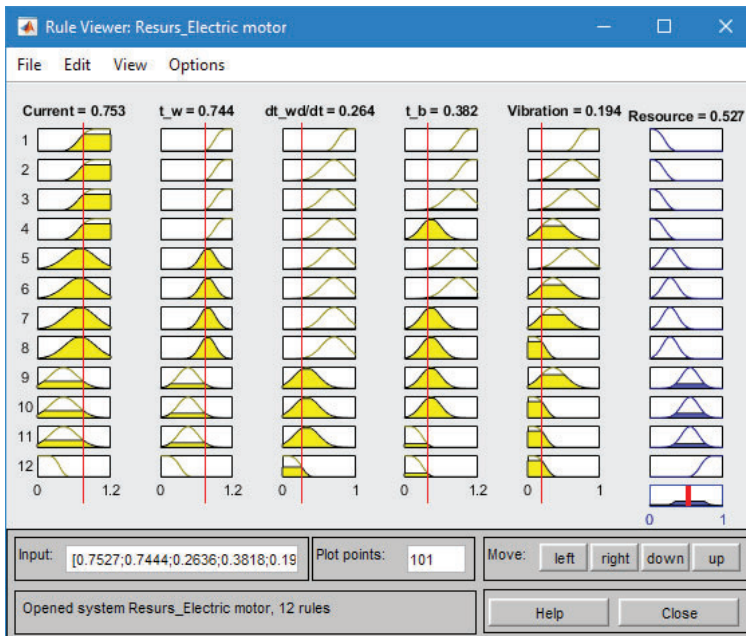 Rule Viewer: Resurs_Electric motor
File Edit View Options
Current = 0.753 t_w = 0.744 dt_wd/dt = 0.264 t_b = 0.382 Vibration = 0.194 Resource = 0.527
1
2
3
4
5
6
7
8
9
10
11
12
0 1.2 0 1.2 0 1 0 1.2 0 1
0 1
Input: [0.7527;0.7444;0.2636;0.3818;0.19 Plot points: 101 Move: left right down up
Opened system Resurs_Electric motor, 12 rules Help Close